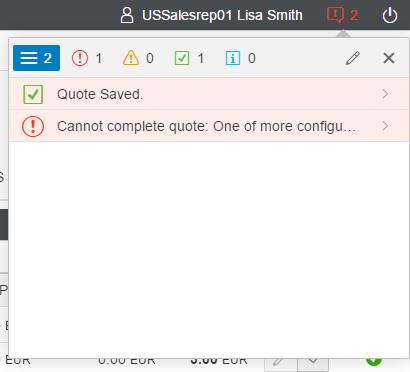 USSalesrep01 Lisa Smith 2
2 1 0 1 0
Quote Saved.
Cannot complete quote: One of more configu…
S
P
EUR 0.00 EUR 3.00 EUR